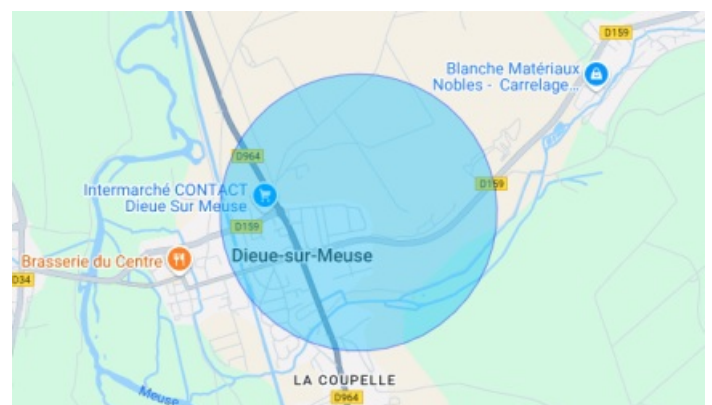 D159
Blanche Matériaux
Nobles - Carrelage...
D964
Intermarché CONTACT
Dieue Sur Meuse
D159
D159
Brasserie du Centre
Dieue-sur-Meuse
D34
LA COUPELLE
Meuse
D964